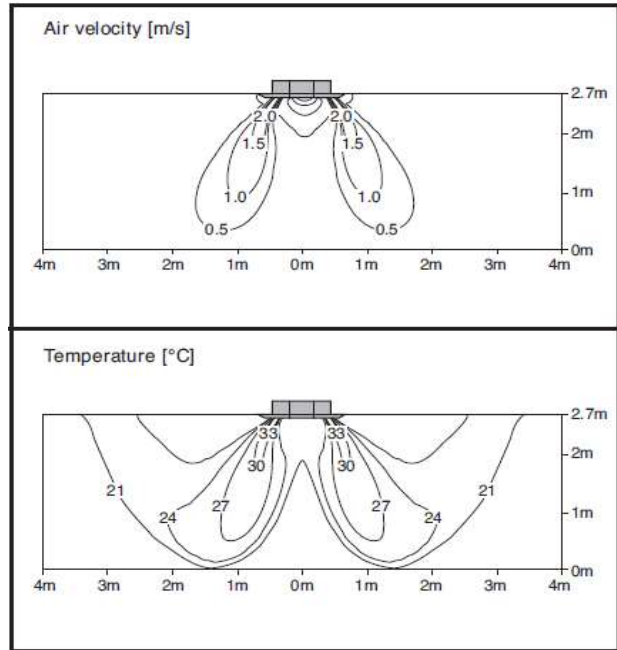 Air velocity [m/s]
2.7m
2.0 2.0
2m
1.5 1.5
1.0 1.0
1m
0.5 0.5
0m
4m 3m 2m 1m 0m 1m 2m 3m 4m
Temperature [°C]
2.7m
33 33
2m
30 30
21 21
27 27
24 24
1m
0m
4m 3m 2m 1m 0m 1m 2m 3m 4m